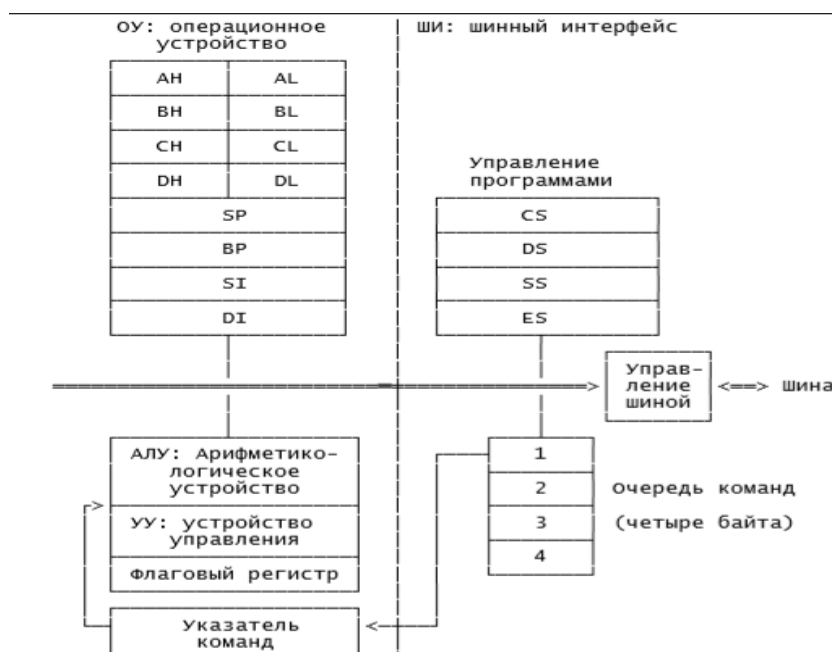 ОУ: операционное
устройство
ШИ: шинный интерфейс
AH AL
BH BL
CH CL
DH DL
SP
BP
SI
DI
Управление
программами
CS
DS
SS
ES
Управ-
ление
шиной
<==> Шина
АЛУ: Арифметико-
логическое
устройство
УУ: устройство
управления
Флаговый регистр
Указатель
команд
1
2
3
4
Очередь команд
(четыре байта)